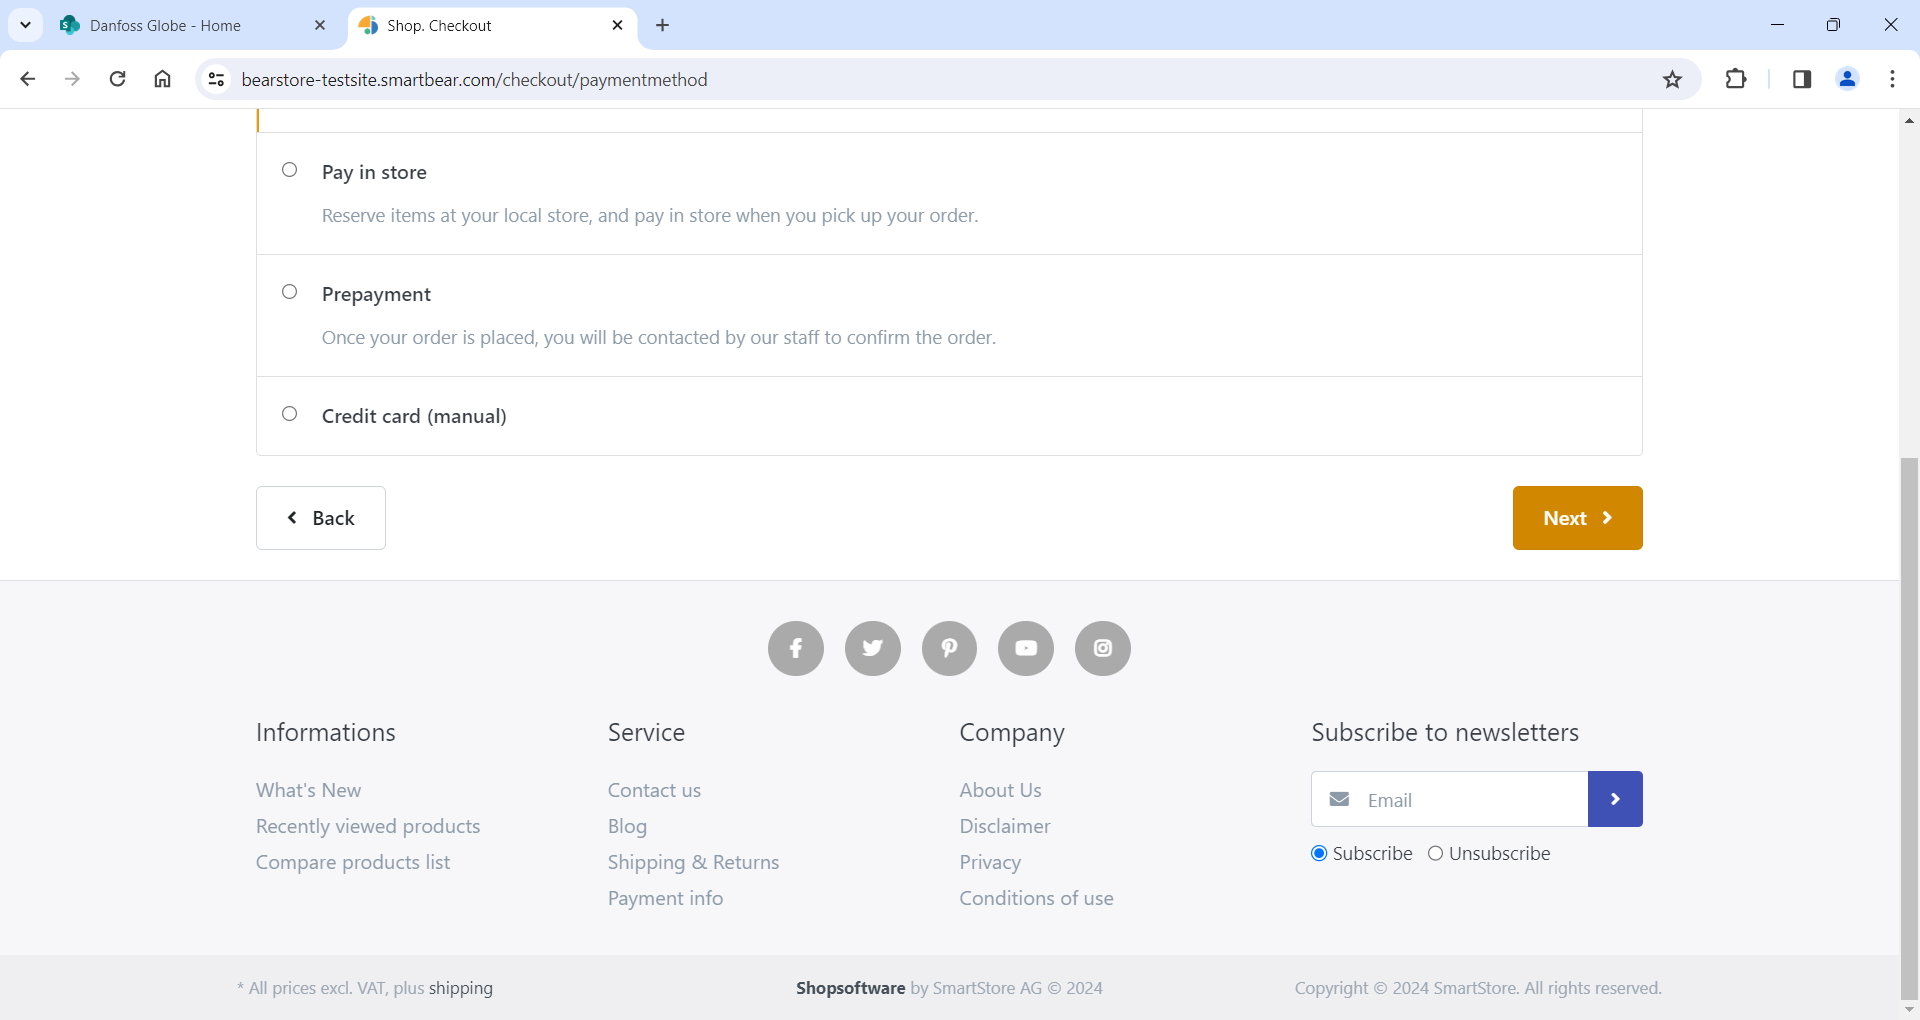 Danfoss Globe - Home
Shop. Checkout
bearstore-testsite.smartbear.com/checkout/paymentmethod
Pay in store
Reserve items at your local store, and pay in store when you pick up your order.
Prepayment
Once your order is placed, you will be contacted by our staff to confirm the order.
Credit card (manual)
Back
Next
Informations
What's New
Recently viewed products
Compare products list
Service
Contact us
Blog
Shipping & Returns
Payment info
Company
About Us
Disclaimer
Privacy
Conditions of use
Subscribe to newsletters
Email
Subscribe Unsubscribe
* All prices excl. VAT, plus shipping
Shopsoftware by SmartStore AG © 2024
Copyright © 2024 SmartStore. All rights reserved.